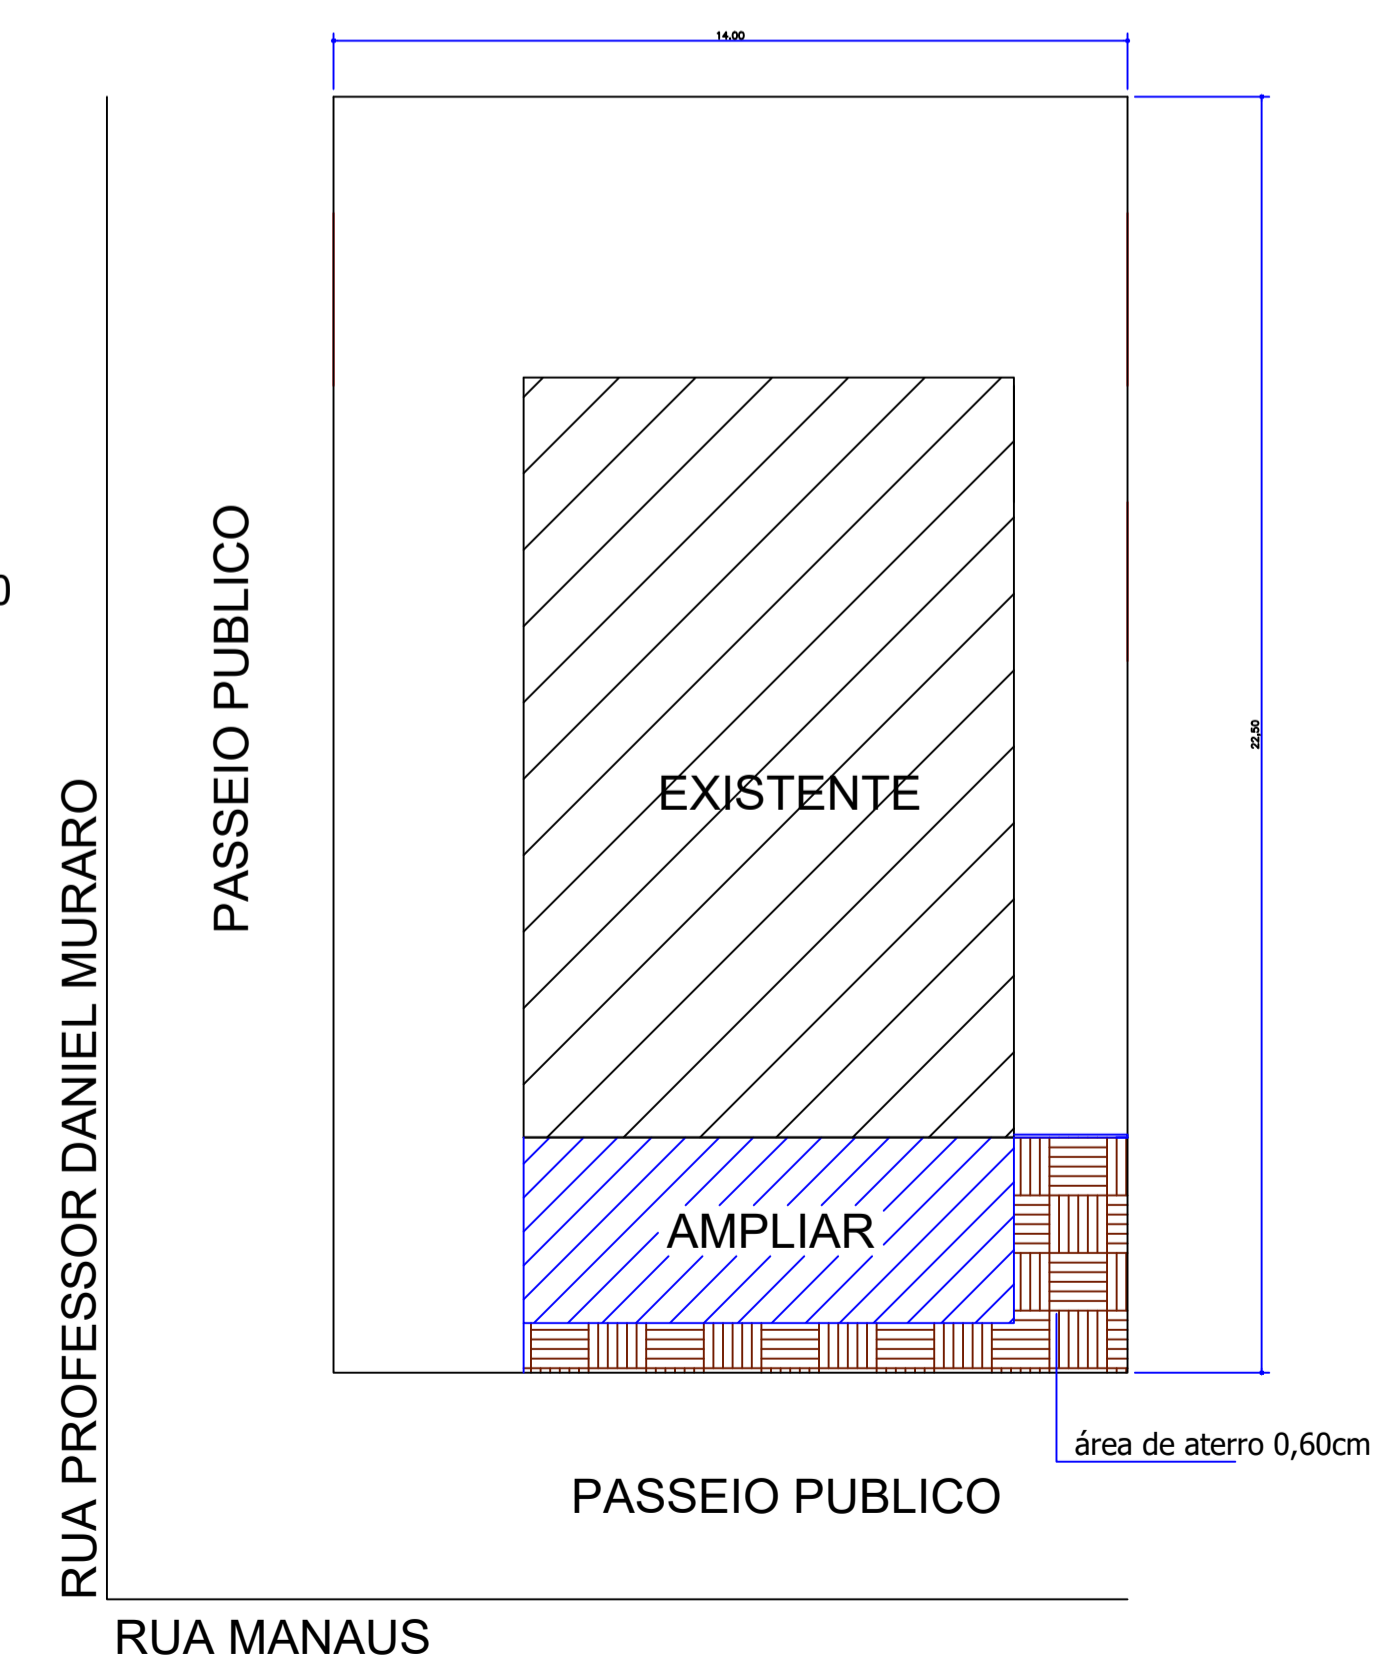 14.00
PASSEIO PUBLICO
RUA PROFESSOR DANIEL MURARO
22,50
EXISTENTE
AMPLIAR
área de aterro 0,60cm
PASSEIO PUBLICO
RUA MANAUS